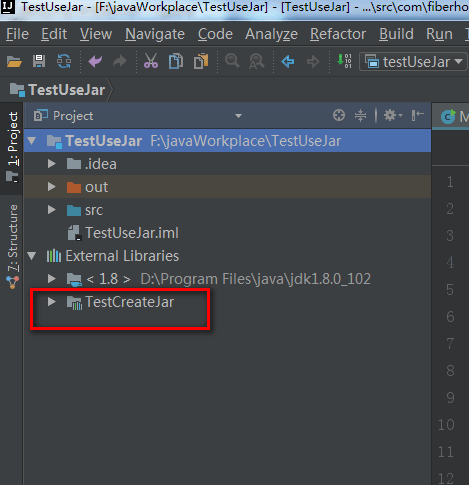 TestUseJar - [F:\javaWorkplace\TestUseJar] - [TestUseJar] - ...\src\com\fiberho
File Edit View Navigate Code Analyze Refactor Build Run
testUseJar
TestUseJar
1: Project
7: Structure
Project
TestUseJar F:\javaWorkplace\TestUseJar
.idea
out
src
TestUseJar.iml
External Libraries
< 1.8 > D:\Program Files\java\jdk1.8.0_102
TestCreateJar
C M
1
2
3
4
5
6
7
8
9
10
11
12